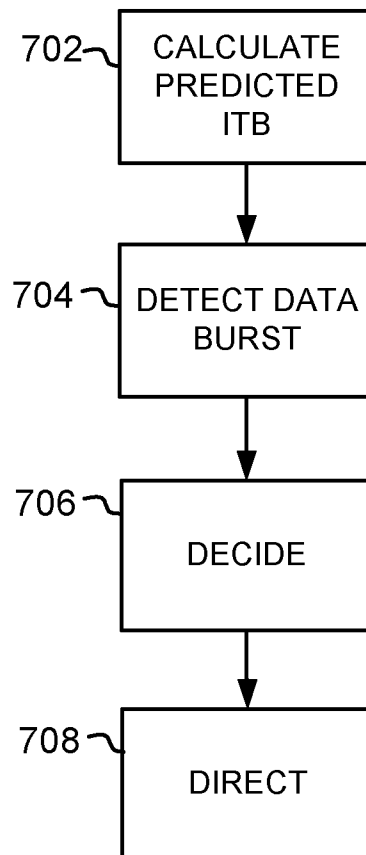 702
CALCULATE
PREDICTED
ITB
704
DETECT DATA
BURST
706
DECIDE
708
DIRECT